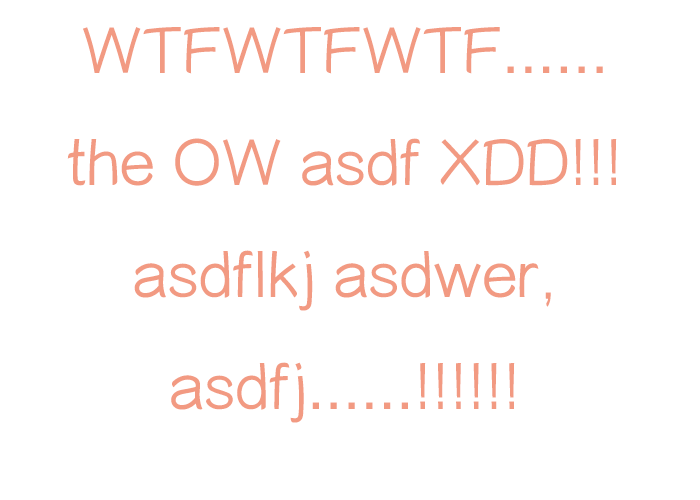 WTFWTFWTF......
the OW asdf XDD!!!
asdflkj asdwer,
asdfj......!!!!!!